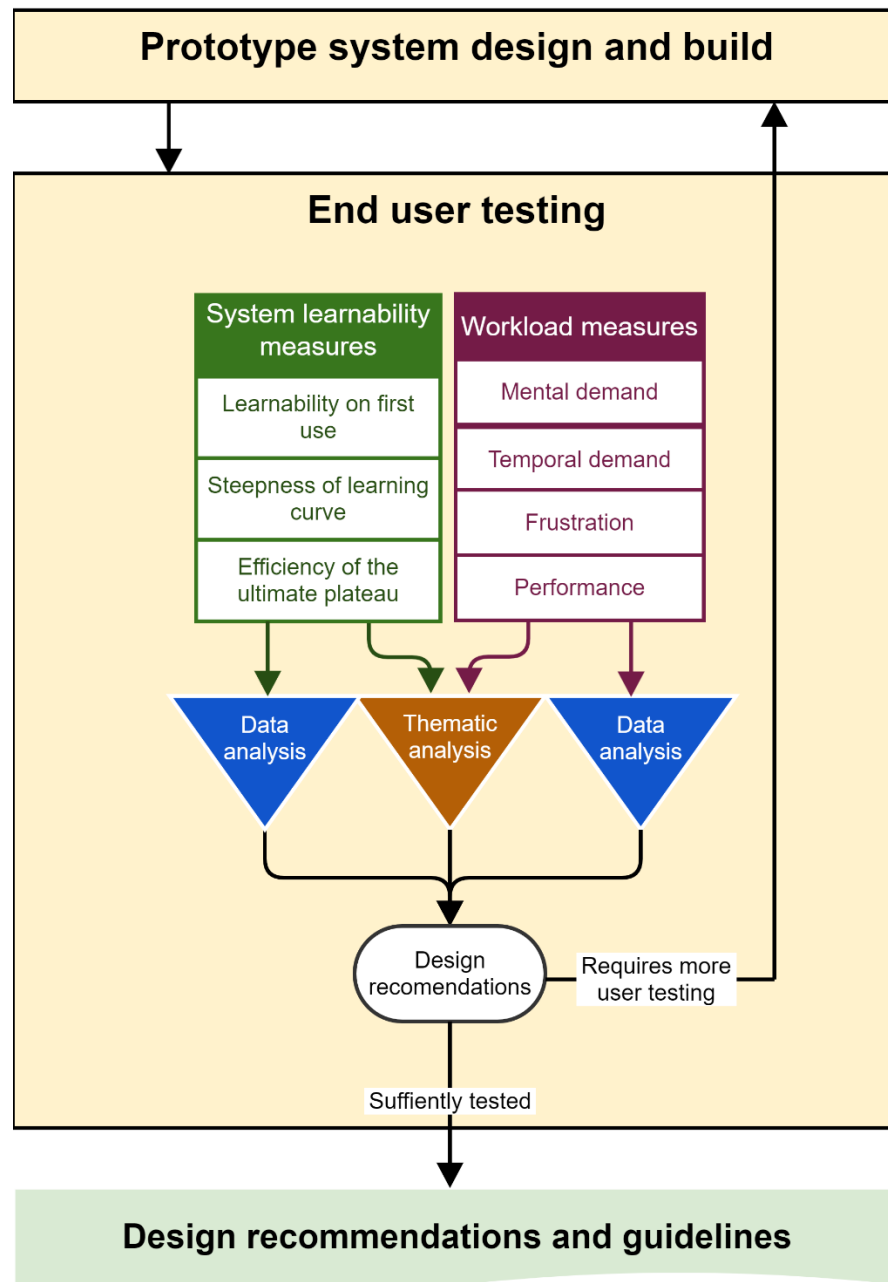 Prototype system design and build
End user testing
System learnability
measures
Learnability on first
use
Steepness of learning
curve
Efficiency of the
ultimate plateau
Workload measures
Mental demand
Temporal demand
Frustration
Performance
Data
analysis
Thematic
analysis
Data
analysis
Design
recomendations
Requires more
user testing
Suffiently tested
Design recommendations and guidelines